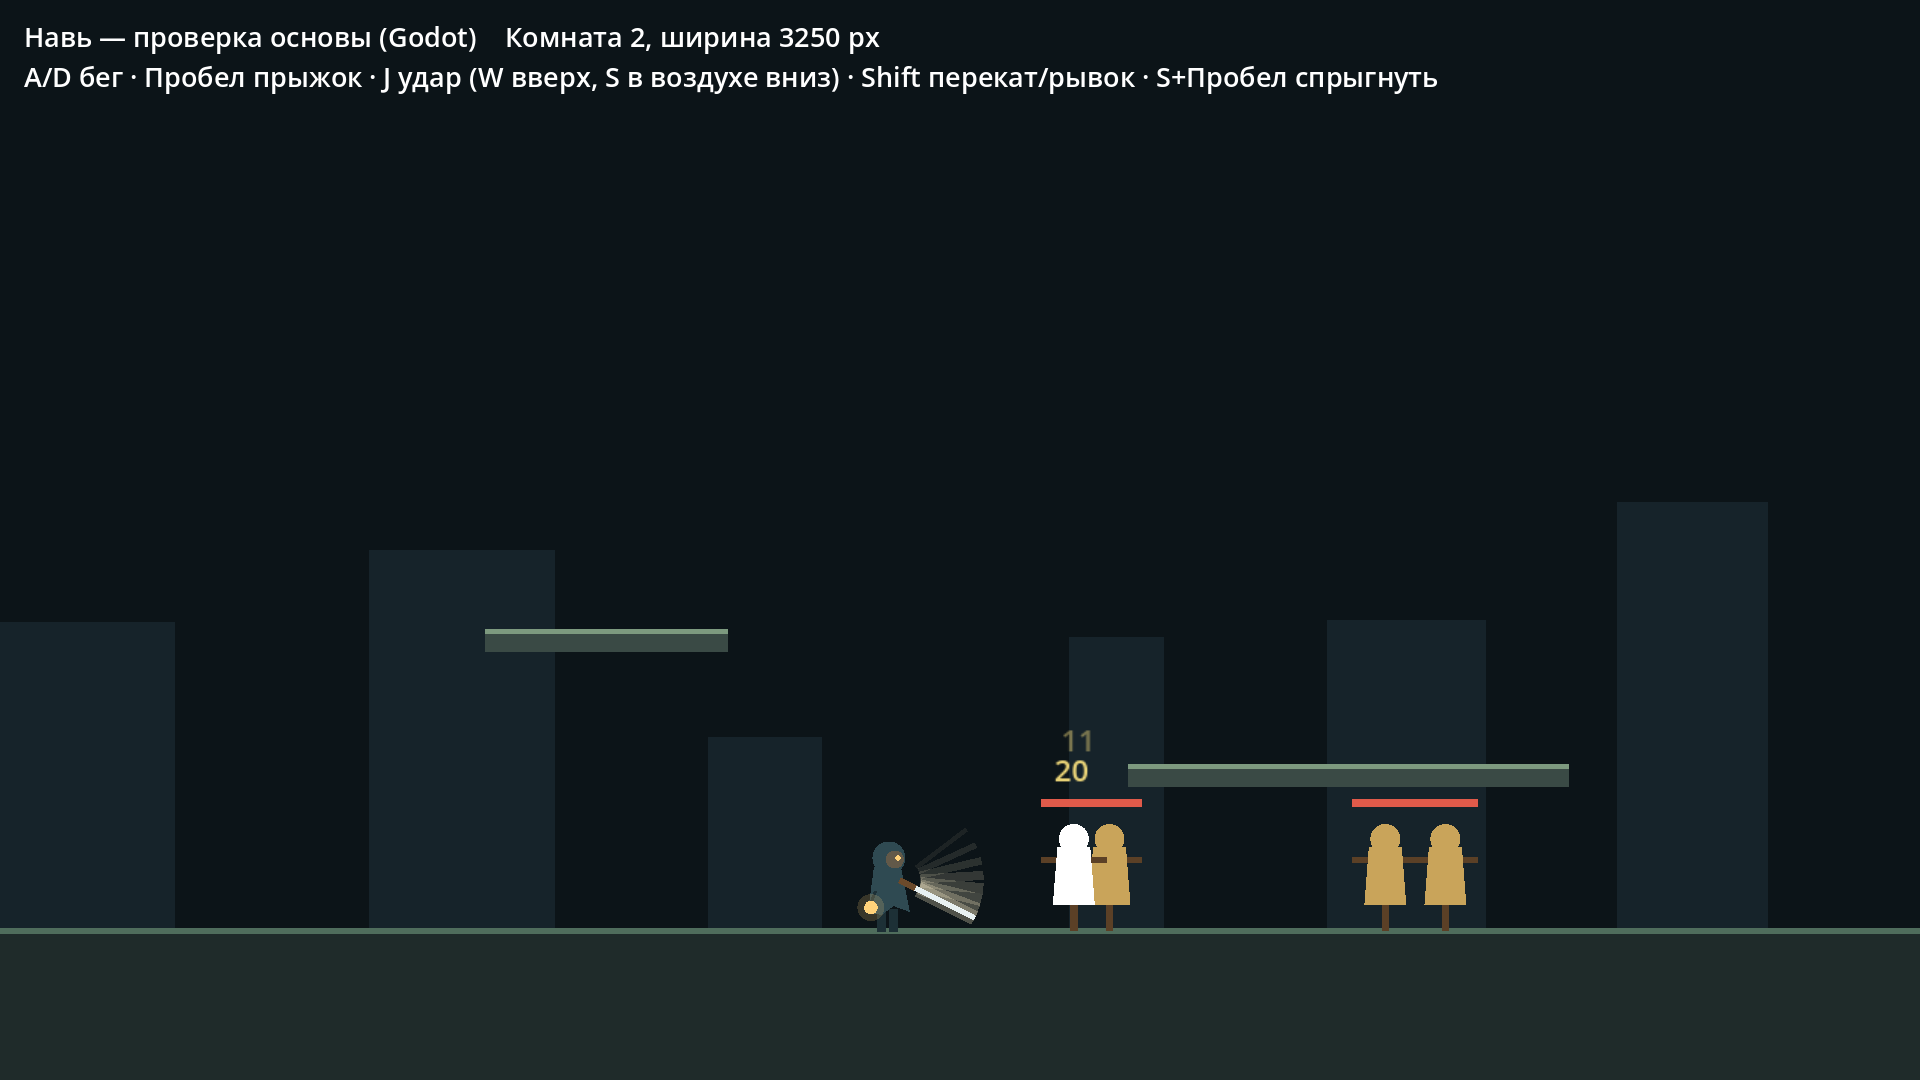 Навь — проверка основы (Godot) Комната 2, ширина 3250 px
A/D бег · Пробел прыжок · J удар (W вверх, S в воздухе вниз) · Shift перекат/рывок · S+Пробел спрыгнуть
11
20